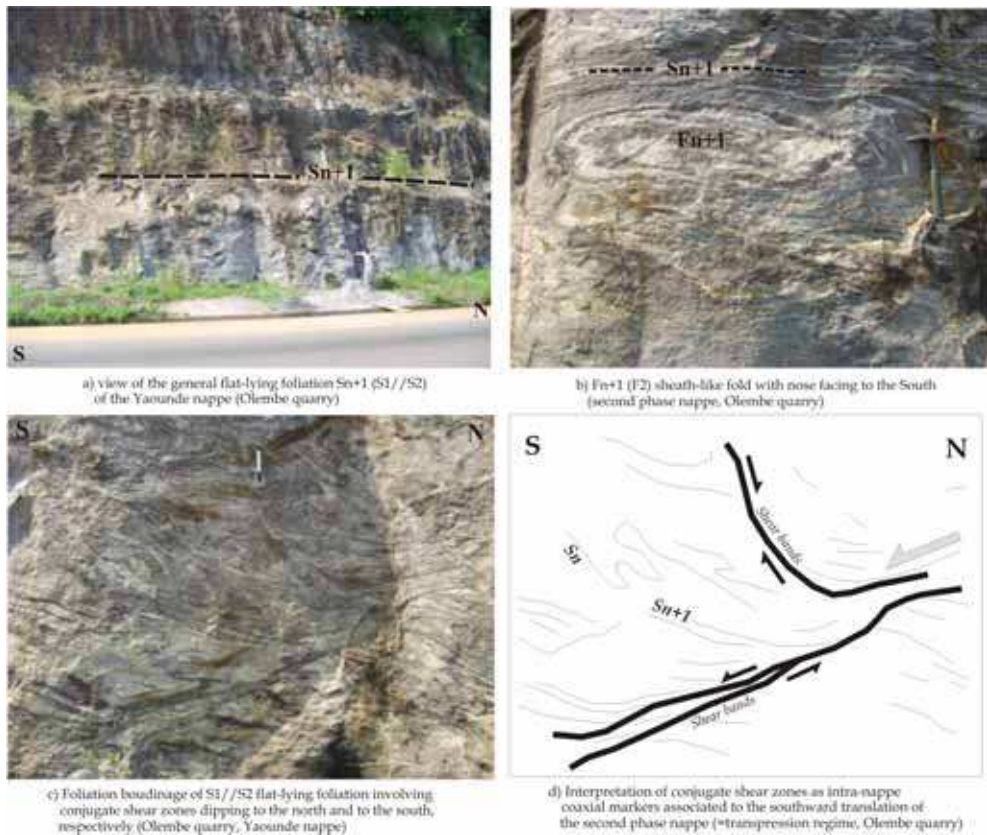 Sn+1
S
N
a) view of the general flat-lying foliation Sn+1 (S1//S2)
of the Yaounde nappe (Olembe quarry)
Sn+1
Fn+1
b) Fn+1 (F2) sheath-like fold with nose facing to the South
(second phase nappe, Olembe quarry)
S
N
c) Foliation boudinage of S1//S2 flat-lying foliation involving
conjugate shear zones dipping to the north and to the south,
respectively (Olembe quarry, Yaounde nappe)
S
N
Shear bands
Sn
Sn+1
Shear bands
d) Interpretation of conjugate shear zones as intra-nappe
coaxial markers associated to the southward translation of
the second phase nappe (=transpression regime, Olembe quarry)